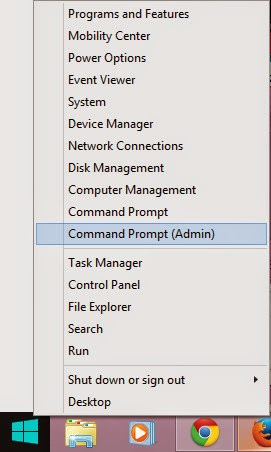 Programs and Features
Mobility Center
Power Options
Event Viewer
System
Device Manager
Network Connections
Disk Management
Computer Management
Command Prompt
Command Prompt (Admin)
Task Manager
Control Panel
File Explorer
Search
Run
Shut down or sign out
Desktop